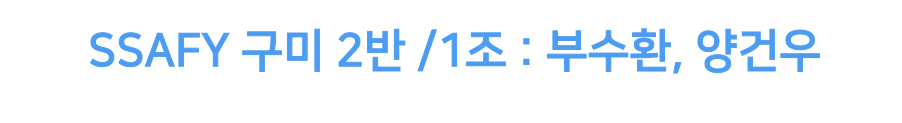 SSAFY 구미 2반 /1조 : 부수환, 양건우